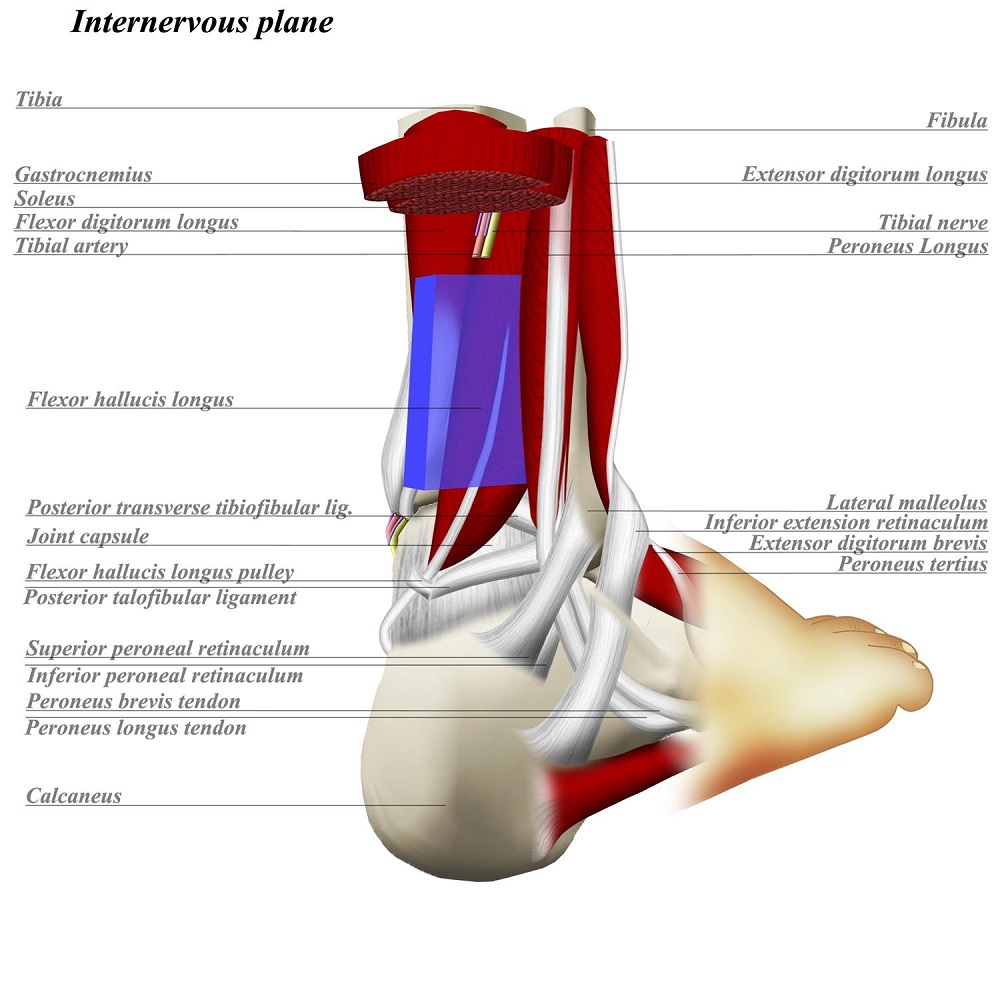 Internervous plane
Tibia
Fibula
Gastrocnemius
Extensor digitorum longus
Soleus
Flexor digitorum longus
Tibial nerve
Tibial artery
Peroneus Longus
Flexor hallucis longus
Posterior transverse tibiofibular lig.
Lateral malleolus
Inferior extension retinaculum
Joint capsule
Extensor digitorum brevis
Peroneus tertius
Flexor hallucis longus pulley
Posterior talofibular ligament
Superior peroneal retinaculum
Inferior peroneal retinaculum
Peroneus brevis tendon
Peroneus longus tendon
Calcaneus